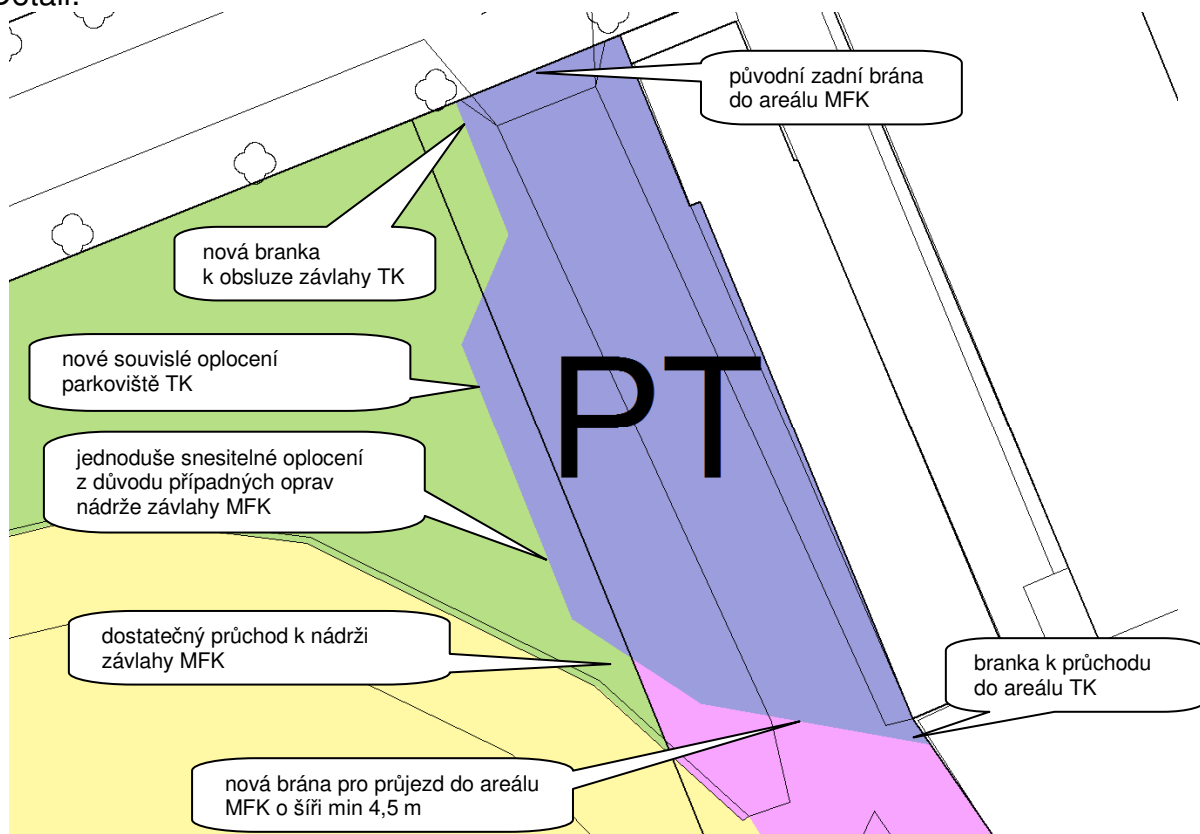 Detail:
původní zadní brána
do areálu MFK
nová branka
k obsluze závlahy TK
nové souvislé oplocení
parkoviště TK
PT
jednoduše snesitelné oplocení
z důvodu případných oprav
nádrže závlahy MFK
dostatečný průchod k nádrži
závlahy MFK
branka k průchodu
do areálu TK
nová brána pro průjezd do areálu
MFK o šíři min 4,5 m